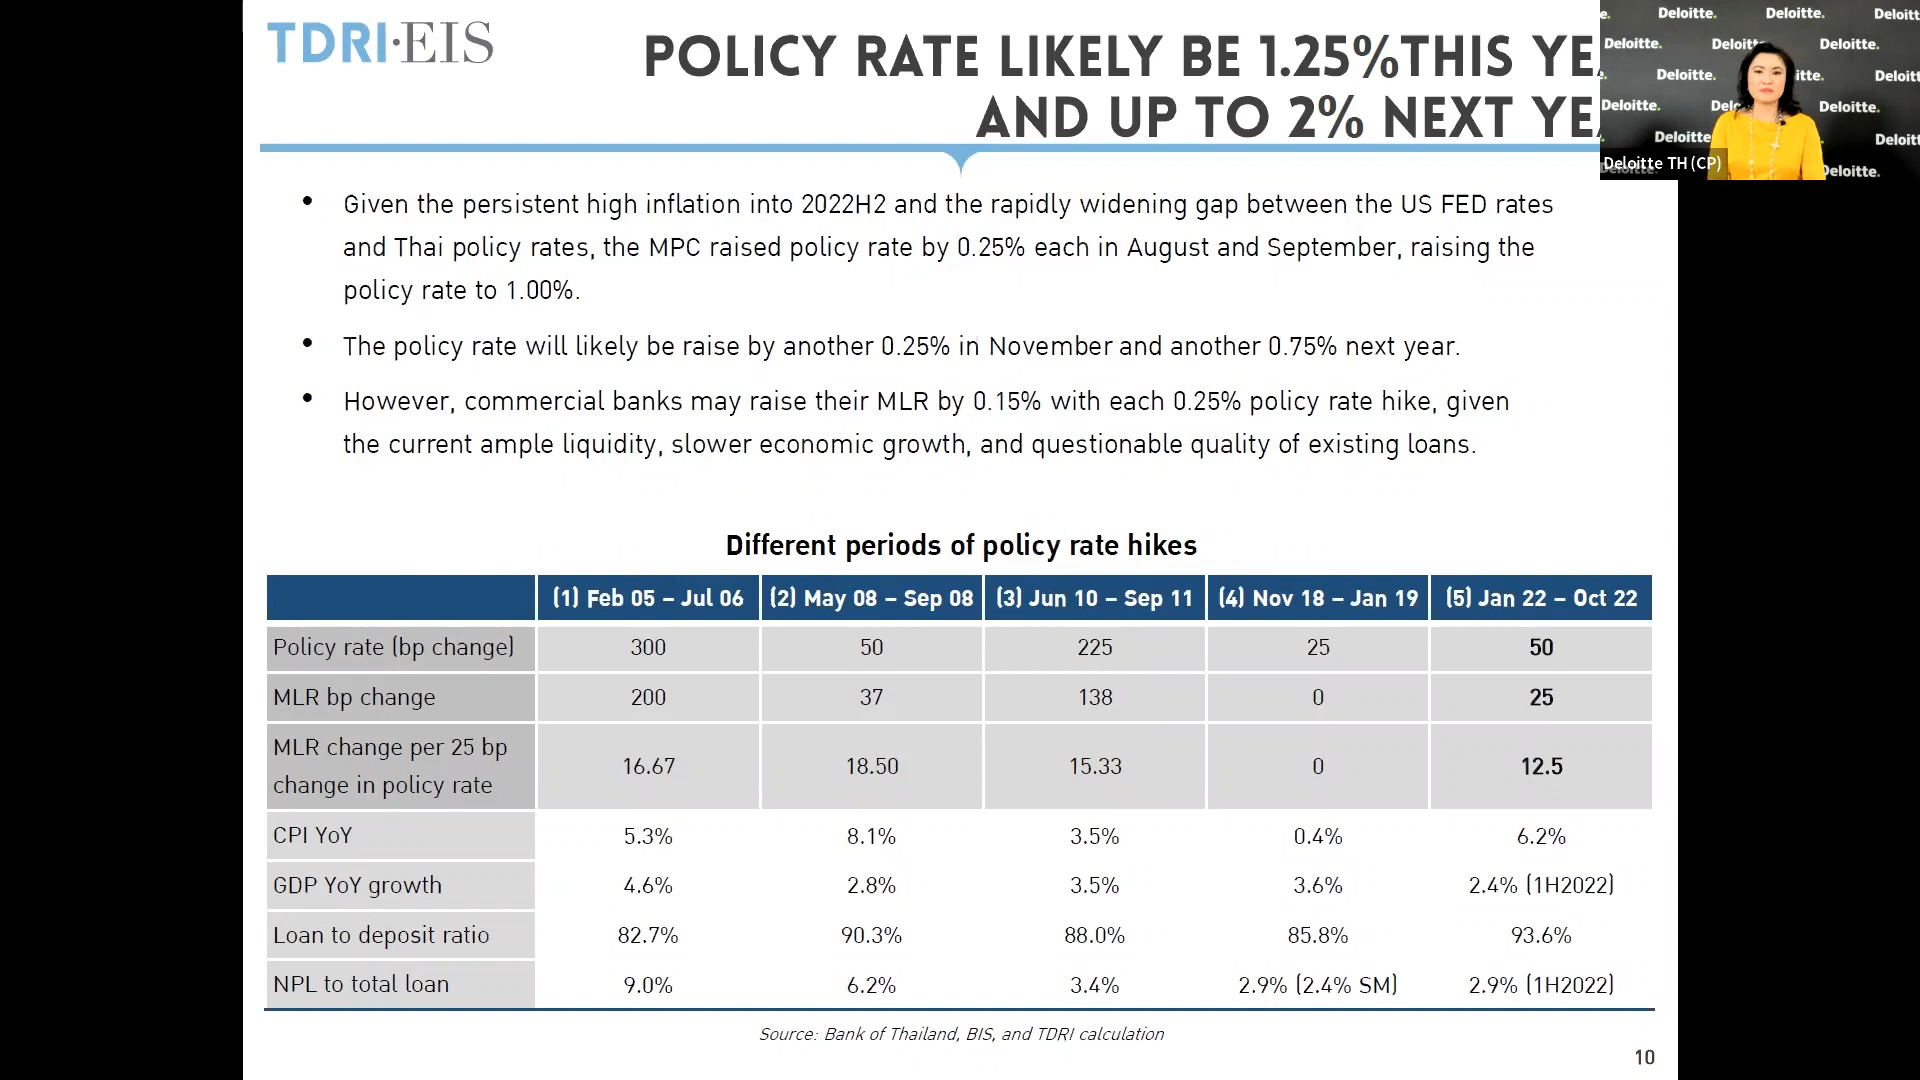 TDRI·EIS
POLICY RATE LIKELY BE 1.25%THIS YE
AND UP TO 2% NEXT YE
Deloitte. Deloitte. Deloit
Deloitte. Deloitte.
Deloitte. itte. Deloitt
Deloitte. Deloitte.
Deloitte Deloitt
Deloitte TH (CP) Deloitte.
• Given the persistent high inflation into 2022H2 and the rapidly widening gap between the US FED rates
and Thai policy rates, the MPC raised policy rate by 0.25% each in August and September, raising the
policy rate to 1.00%.
• The policy rate will likely be raise by another 0.25% in November and another 0.75% next year.
• However, commercial banks may raise their MLR by 0.15% with each 0.25% policy rate hike, given
the current ample liquidity, slower economic growth, and questionable quality of existing loans.
Different periods of policy rate hikes
(1) Feb 05 – Jul 06 (2) May 08 – Sep 08 (3) Jun 10 – Sep 11 (4) Nov 18 – Jan 19 (5) Jan 22 – Oct 22
Policy rate (bp change) 300 50 225 25 50
MLR bp change 200 37 138 0 25
MLR change per 25 bp
change in policy rate 16.67 18.50 15.33 0 12.5
CPI YoY 5.3% 8.1% 3.5% 0.4% 6.2%
GDP YoY growth 4.6% 2.8% 3.5% 3.6% 2.4% (1H2022)
Loan to deposit ratio 82.7% 90.3% 88.0% 85.8% 93.6%
NPL to total loan 9.0% 6.2% 3.4% 2.9% (2.4% SM) 2.9% (1H2022)
Source: Bank of Thailand, BIS, and TDRI calculation
10